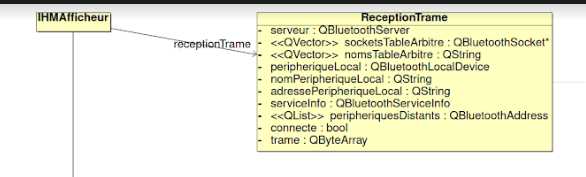 IHMAfficheur
ReceptionTrame
receptionTrame
- serveur : QBluetoothServer
- <<QVector>> socketsTableArbitre : QBluetoothSocket*
- <<QVector>> nomsTableArbitre : QString
- peripheriqueLocal : QBluetoothLocalDevice
- nomPeripheriqueLocal : QString
- adressePeripheriqueLocal : QString
- serviceInfo : QBluetoothServiceInfo
- <<QList>> peripheriquesDistants : QBluetoothAddress
- connecte : bool
- trame : QByteArray